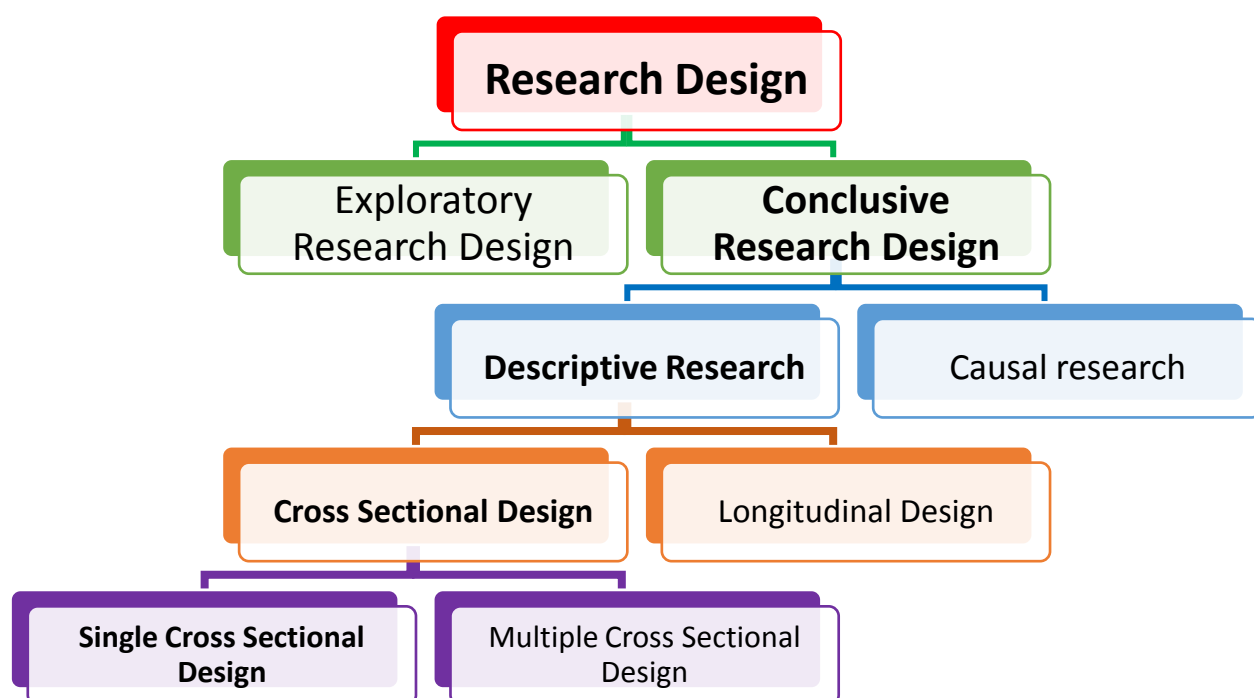 Research Design
Exploratory
Research Design
Conclusive
Research Design
Descriptive Research
Causal research
Cross Sectional Design
Longitudinal Design
Single Cross Sectional
Design
Multiple Cross Sectional
Design